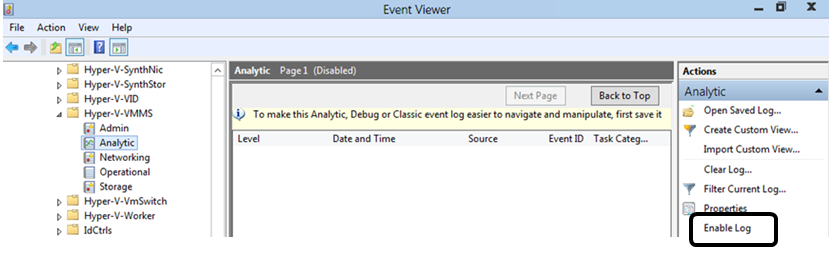 Event Viewer
File Action View Help
Hyper-V-SynthNic
Hyper-V-SynthStor
Hyper-V-VID
Hyper-V-VMMS
Admin
Analytic
Networking
Operational
Storage
Hyper-V-VmSwitch
Hyper-V-Worker
IdCtrls
Analytic Page 1 (Disabled)
Next Page Back to Top
To make this Analytic, Debug or Classic event log easier to navigate and manipulate, first save it
Level Date and Time Source Event ID Task Categ...
Actions
Analytic
Open Saved Log...
Create Custom View...
Import Custom View...
Clear Log...
Filter Current Log...
Properties
Enable Log